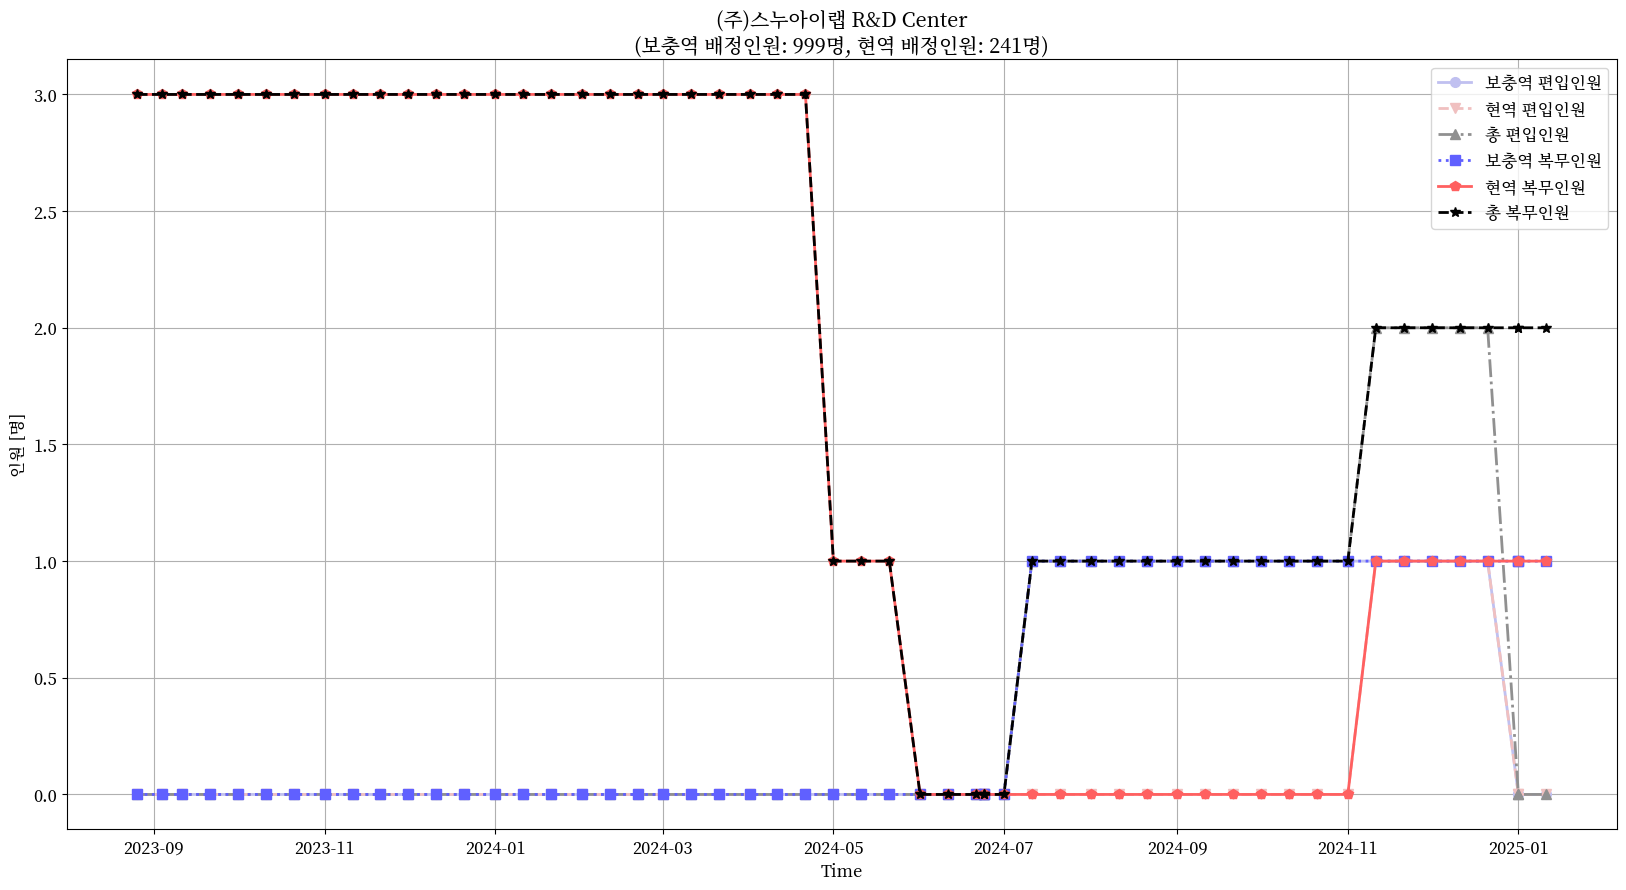 (주)스누아이랩 R&D Center
(보충역 배정인원: 999명, 현역 배정인원: 241명)
보충역 편입인원
현역 편입인원
총 편입인원
보충역 복무인원
현역 복무인원
총 복무인원
인원 [명]
3.0
2.5
2.0
1.5
1.0
0.5
0.0
2023-09
2023-11
2024-01
2024-03
2024-05
2024-07
2024-09
2024-11
2025-01
Time